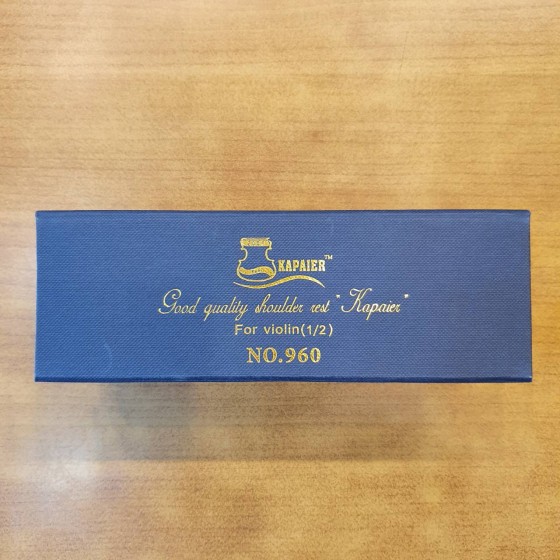 KAPAIER™
Good quality shoulder rest "Kapaier"
For violin(1/2)
NO.960